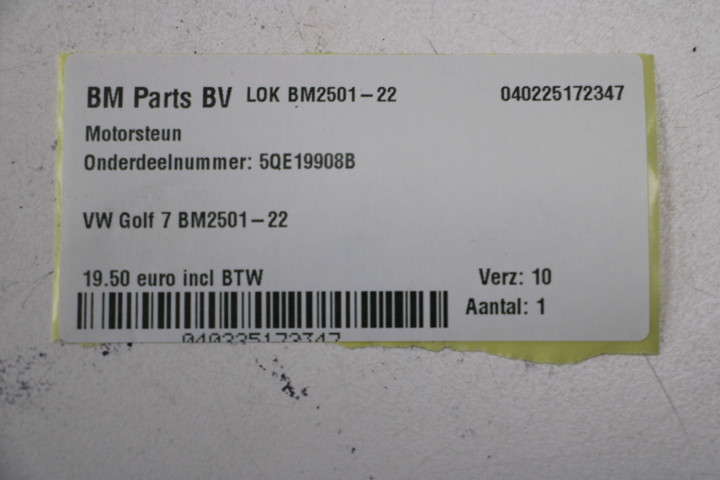 BM Parts BV LOK BM2501-22 040225172347
Motorsteun
Onderdeelnummer: 5QE19908B
VW Golf 7 BM2501-22
19.50 euro incl BTW Verz: 10
Aantal: 1
040225172347